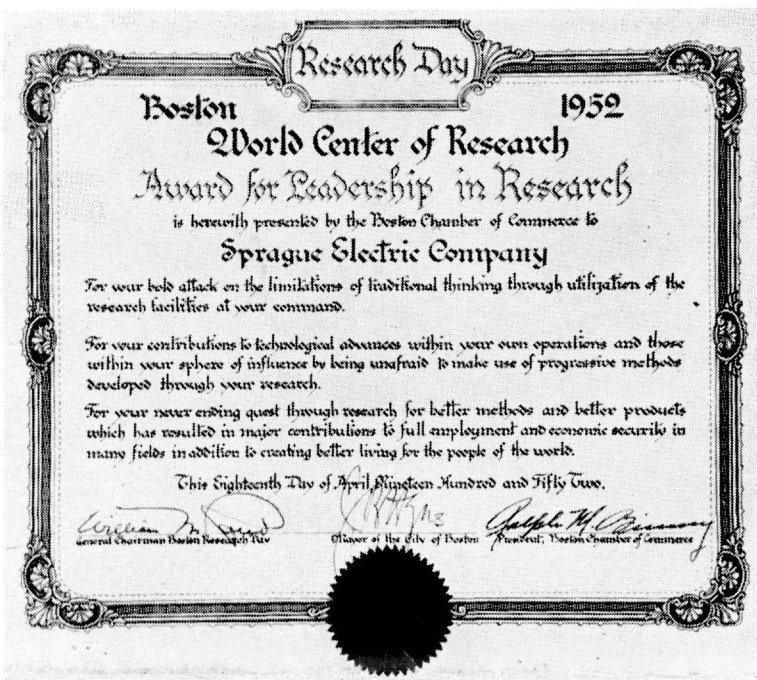 Research Day
Boston 1952
World Center of Research
Award for Leadership in Research
is herewith presented by the Boston Chamber of Commerce to
Sprague Electric Company
For your bold attack on the limitations of traditional thinking through utilization of the
research facilities at your command.
For your contributions to technological advances within your own operations and those
within your sphere of influence by being unafraid to make use of progressive methods
developed through your research.
For your never ending quest through research for better methods and better products
which has resulted in major contributions to full employment and economic security in
many fields in addition to creating better living for the people of the world.
This Eighteenth Day of April Nineteen Hundred and Fifty Two.
William Ralph M.
General Chairman Boston Research Day Mayor of the City of Boston President, Boston Chamber of Commerce